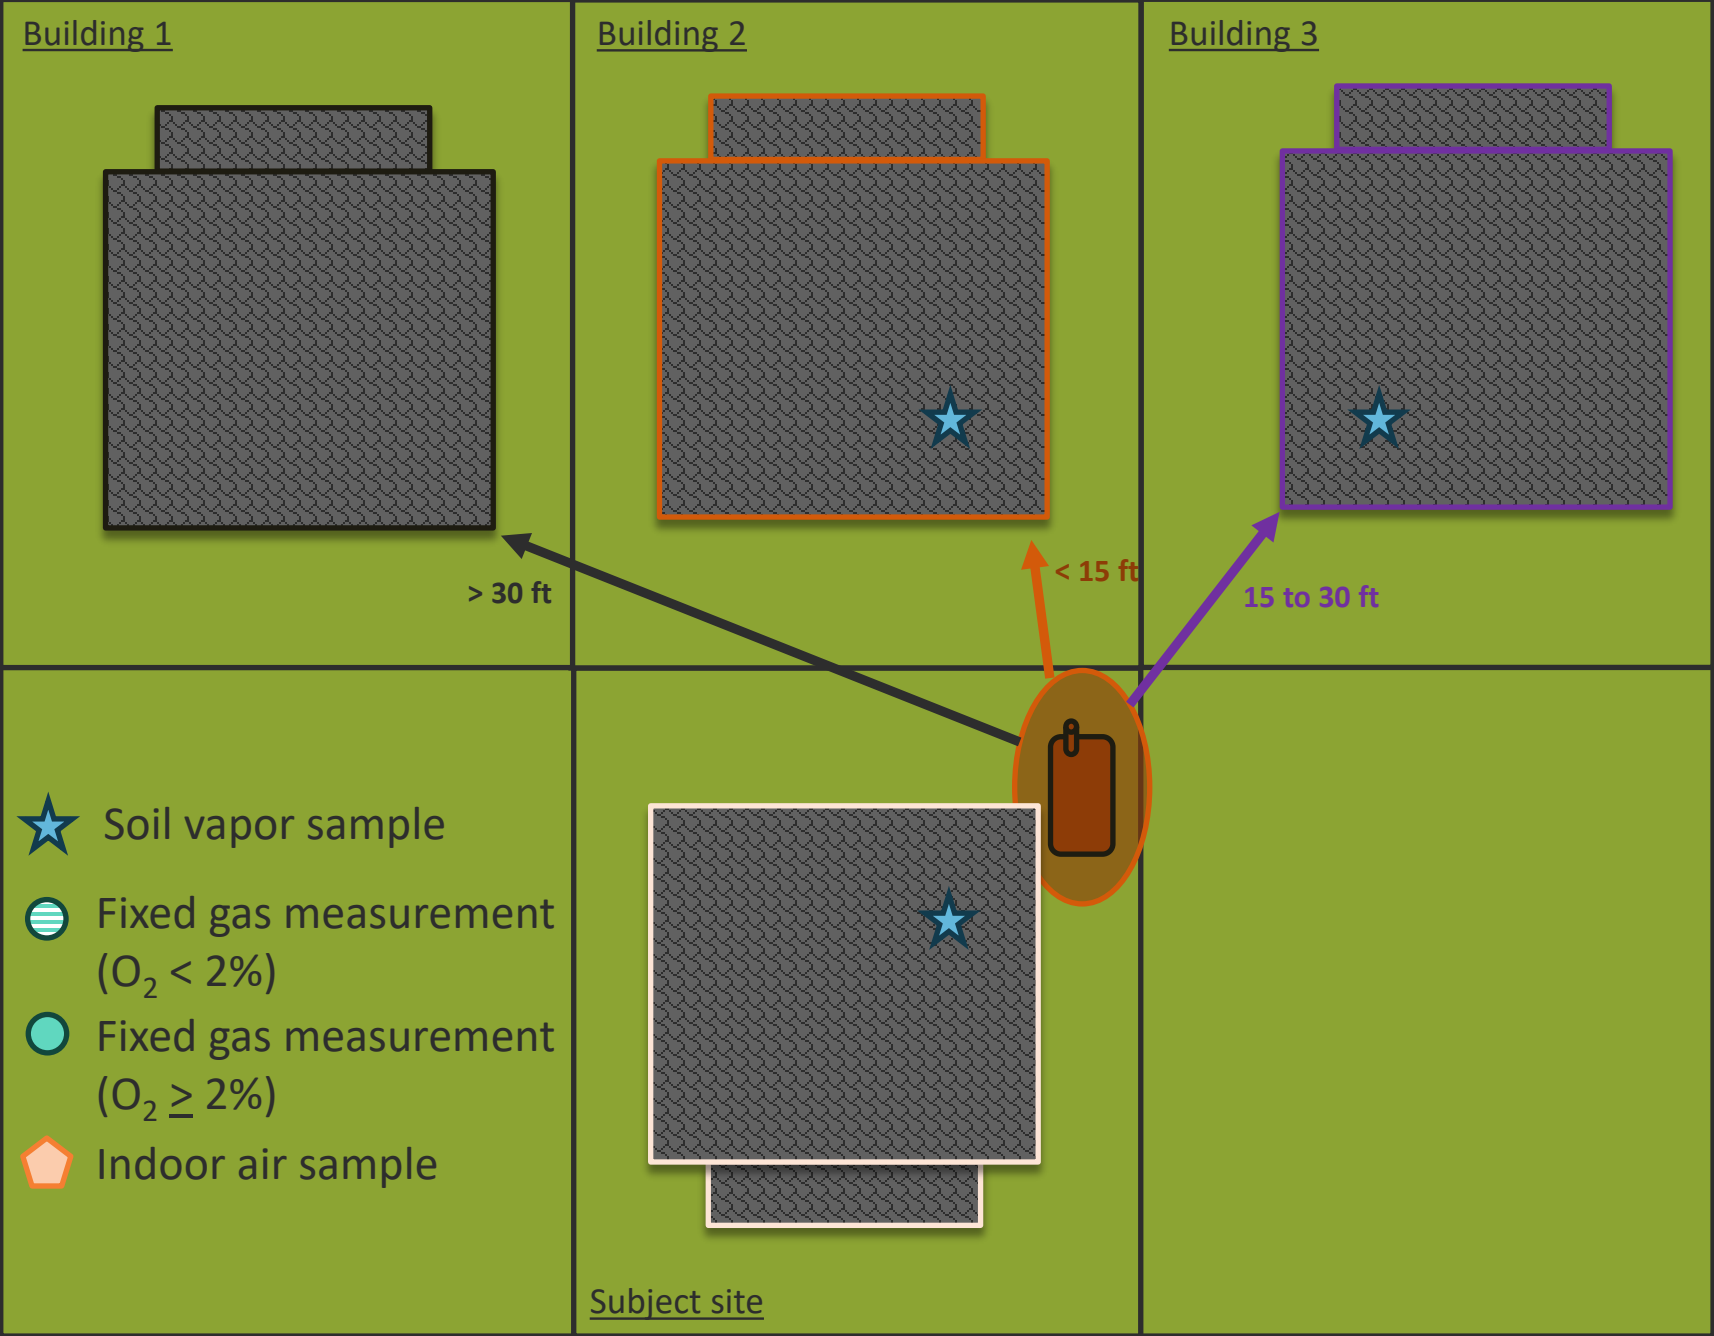 Building 1
Building 2
Building 3
> 30 ft
< 15 ft
15 to 30 ft
Soil vapor sample
Fixed gas measurement
(O₂ < 2%)
Fixed gas measurement
(O₂ ≥ 2%)
Indoor air sample
Subject site